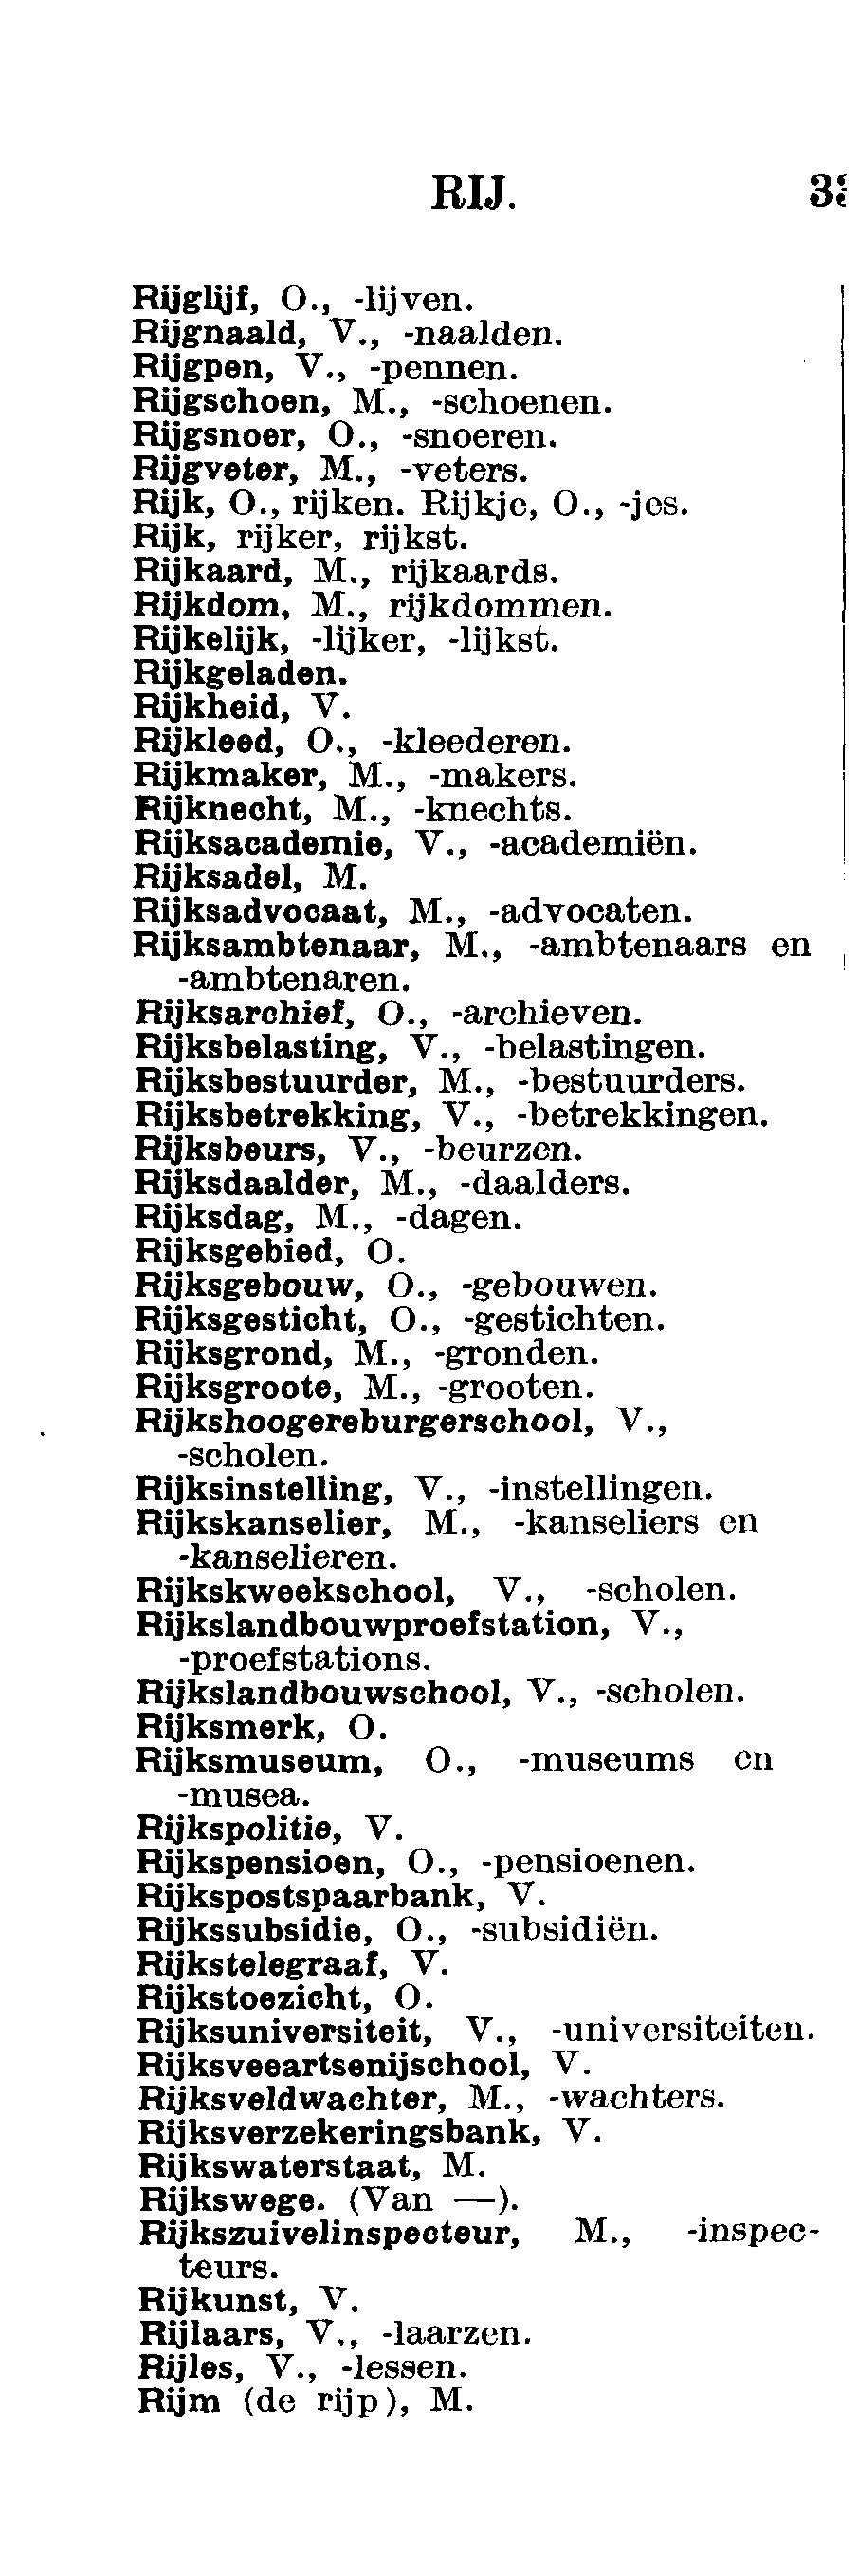 RIJ.
Rijglijf, O., -lijven.
Rijgnaald, V., -naalden.
Rijgpen, V., -pennen.
Rijgschoen, M., -schoenen.
Rijgsnoer, O., -snoeren.
Rijgveter, M., -veters.
Rijk, O., rijken. Rijkje, O., -jes.
Rijk, rijker, rijkst.
Rijkaard, M., rijkaards.
Rijkdom, M., rijkdommen.
Rijkelijk, -lijker, -lijkst.
Rijkgeladen.
Rijkheid, V.
Rijkleed, O., -kleederen.
Rijkmaker, M., -makers.
Rijknecht, M., -knechts.
Rijksacademie, V., -academiën.
Rijksadel, M.
Rijksadvocaat, M., -advocaten.
Rijksambtenaar, M., -ambtenaars en
-ambtenaren.
Rijksarchief, O., -archieven.
Rijksbelasting, V., -belastingen.
Rijksbestuurder, M., -bestuurders.
Rijksbetrekking, V., -betrekkingen.
Rijksbeurs, V., -beurzen.
Rijksdaalder, M., -daalders.
Rijksdag, M., -dagen.
Rijksgebied, O.
Rijksgebouw, O., -gebouwen.
Rijksgesticht, O., -gestichten.
Rijksgrond, M., -gronden.
Rijksgroote, M., -grooten.
Rijkshoogereburgerschool, V.,
-scholen.
Rijksinstelling, V., -instellingen.
Rijkskanselier, M., -kanseliers en
-kanselieren.
Rijkskweekschool, V., -scholen.
Rijkslandbouwproefstation, V.,
-proefstations.
Rijkslandbouwschool, V., -scholen.
Rijksmerk, O.
Rijksmuseum, O., -museums en
-musea.
Rijkspolitie, V.
Rijkspensioen, O., -pensioenen.
Rijkspostspaarbank, V.
Rijkssubsidie, O., -subsidiën.
Rijkstelegraaf, V.
Rijkstoezicht, O.
Rijksuniversiteit, V., -universiteiten.
Rijksveeartsenijschool, V.
Rijksveldwachter, M., -wachters.
Rijksverzekeringsbank, V.
Rijkswaterstaat, M.
Rijkswege. (Van —).
Rijkszuivelinspecteur, M., -inspec-
teurs.
Rijkunst, V.
Rijlaars, V., -laarzen.
Rijles, V., -lessen.
Rijm (de rijp), M.